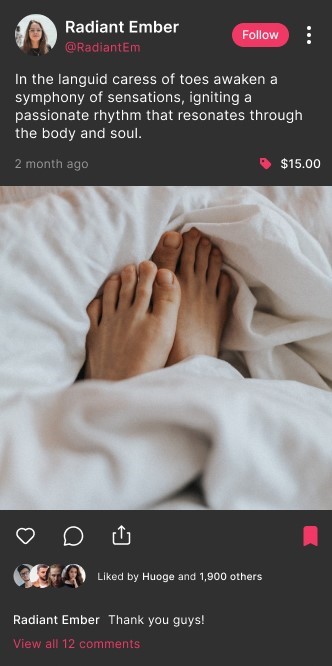 Radiant Ember
@RadiantEm
Follow
In the languid caress of toes awaken a
symphony of sensations, igniting a
passionate rhythm that resonates through
the body and soul.
2 month ago
$15.00
Liked by Huoge and 1,900 others
Radiant Ember Thank you guys!
View all 12 comments